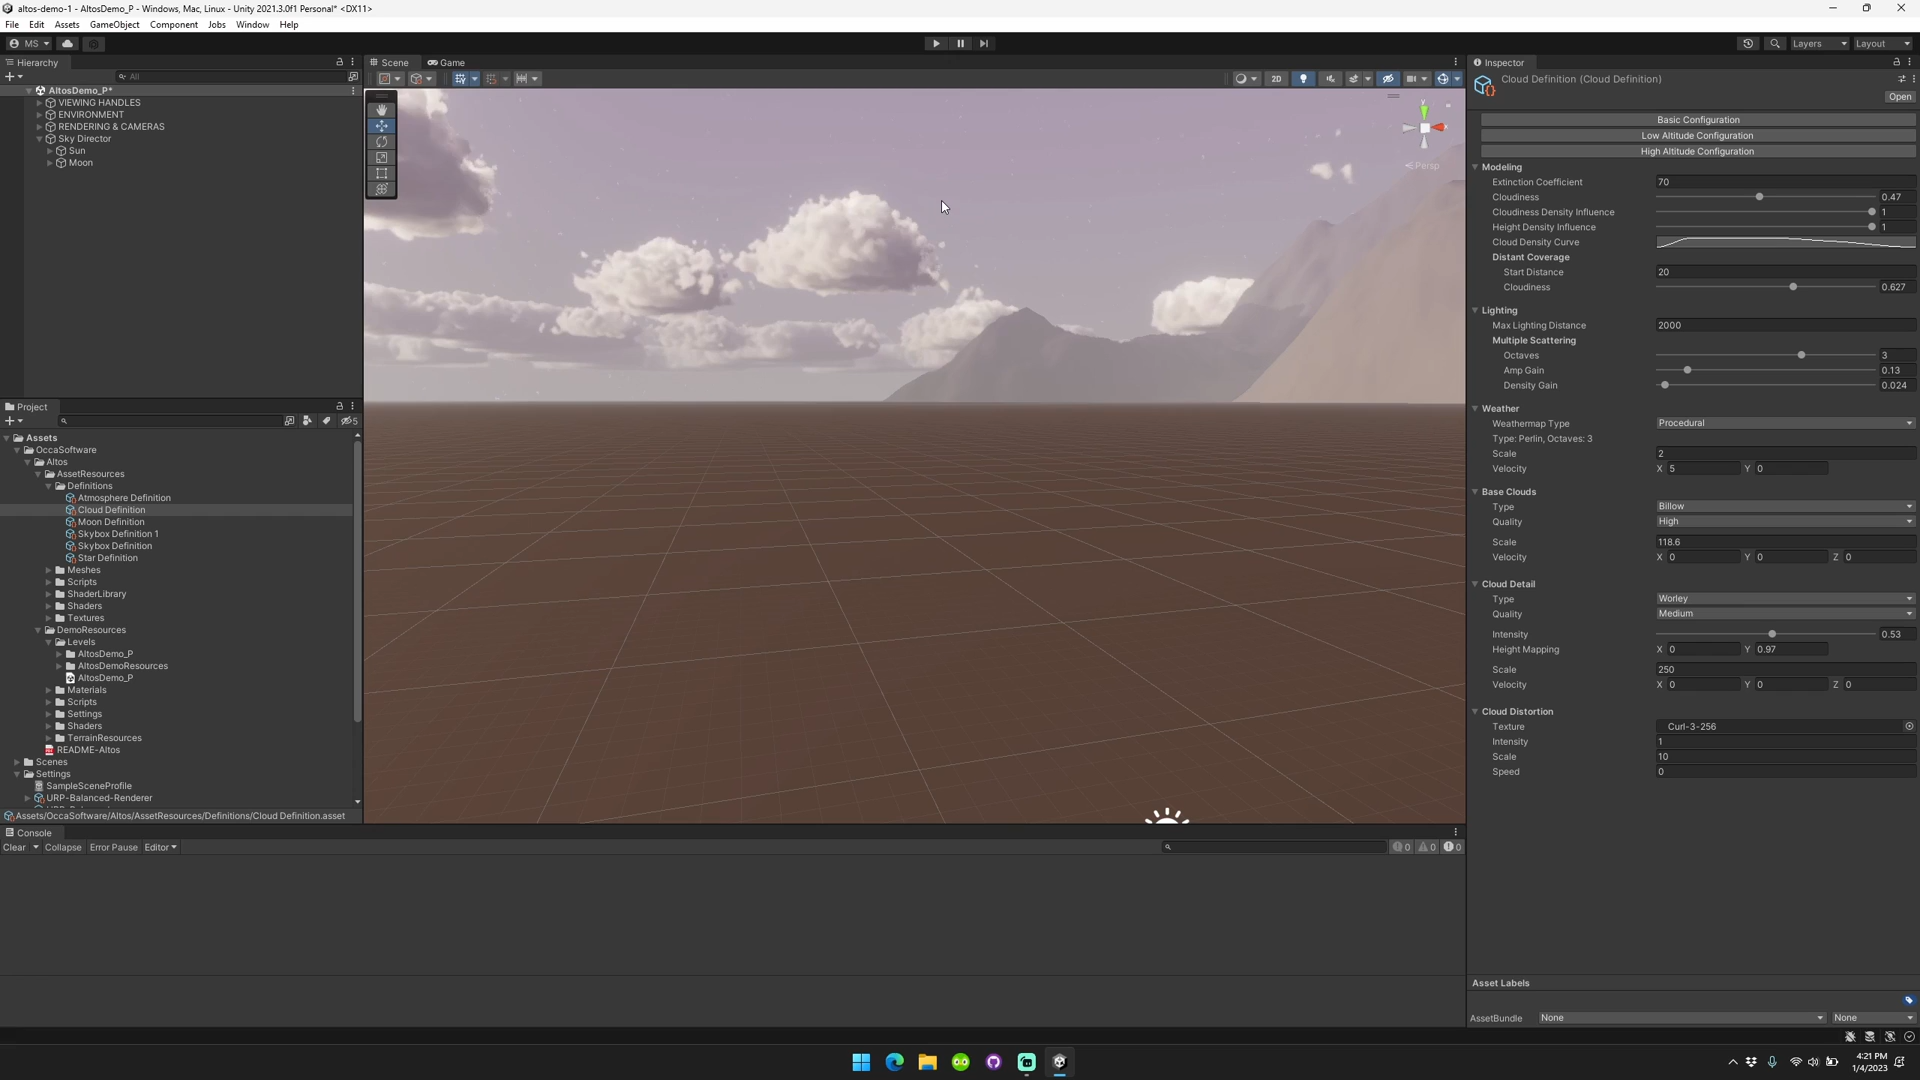 altos-demo-1 - AltosDemo_P - Windows, Mac, Linux - Unity 2021.3.0f1 Personal* <DX11>
File Edit Assets GameObject Component Jobs Window Help
MS
Layers Layout
Hierarchy
All
AltosDemo_P*
VIEWING HANDLES
ENVIRONMENT
RENDERING & CAMERAS
Sky Director
Sun
Moon
Scene Game
2D
Persp
Project
5
Assets
OccaSoftware
Altos
AssetResources
Definitions
Atmosphere Definition
Cloud Definition
Moon Definition
Skybox Definition 1
Skybox Definition
Star Definition
Meshes
Scripts
ShaderLibrary
Shaders
Textures
DemoResources
Levels
AltosDemo_P
AltosDemoResources
AltosDemo_P
Materials
Scripts
Settings
Shaders
TerrainResources
README-Altos
Scenes
Settings
SampleSceneProfile
URP-Balanced-Renderer
Assets/OccaSoftware/Altos/AssetResources/Definitions/Cloud Definition.asset
Console
Clear Collapse Error Pause Editor
0 0 0
Inspector
Cloud Definition (Cloud Definition)
Open
Basic Configuration
Low Altitude Configuration
High Altitude Configuration
Modeling
Extinction Coefficient 70
Cloudiness 0.47
Cloudiness Density Influence 1
Height Density Influence 1
Cloud Density Curve
Distant Coverage
Start Distance 20
Cloudiness 0.627
Lighting
Max Lighting Distance 2000
Multiple Scattering
Octaves 3
Amp Gain 0.13
Density Gain 0.024
Weather
Weathermap Type Procedural
Type: Perlin, Octaves: 3
Scale 2
Velocity X 5 Y 0
Base Clouds
Type Billow
Quality High
Scale 118.6
Velocity X 0 Y 0 Z 0
Cloud Detail
Type Worley
Quality Medium
Intensity 0.53
Height Mapping X 0 Y 0.97
Scale 250
Velocity X 0 Y 0 Z 0
Cloud Distortion
Texture Curl-3-256
Intensity 1
Scale 10
Speed 0
Asset Labels
AssetBundle None None
4:21 PM
1/4/2023